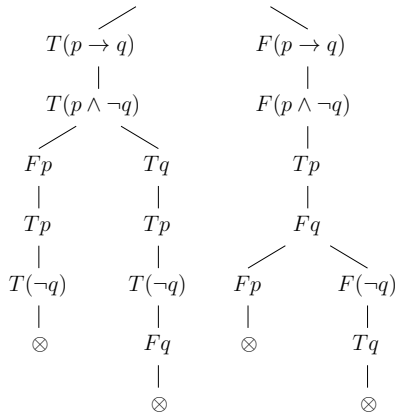 T(p → q) F(p → q)
T(p ∧ ¬q) F(p ∧ ¬q)
Fp Tq Tp
Tp Tp Fq
T(¬q) T(¬q) Fp F(¬q)
⊗ Fq ⊗ Tq
⊗ ⊗